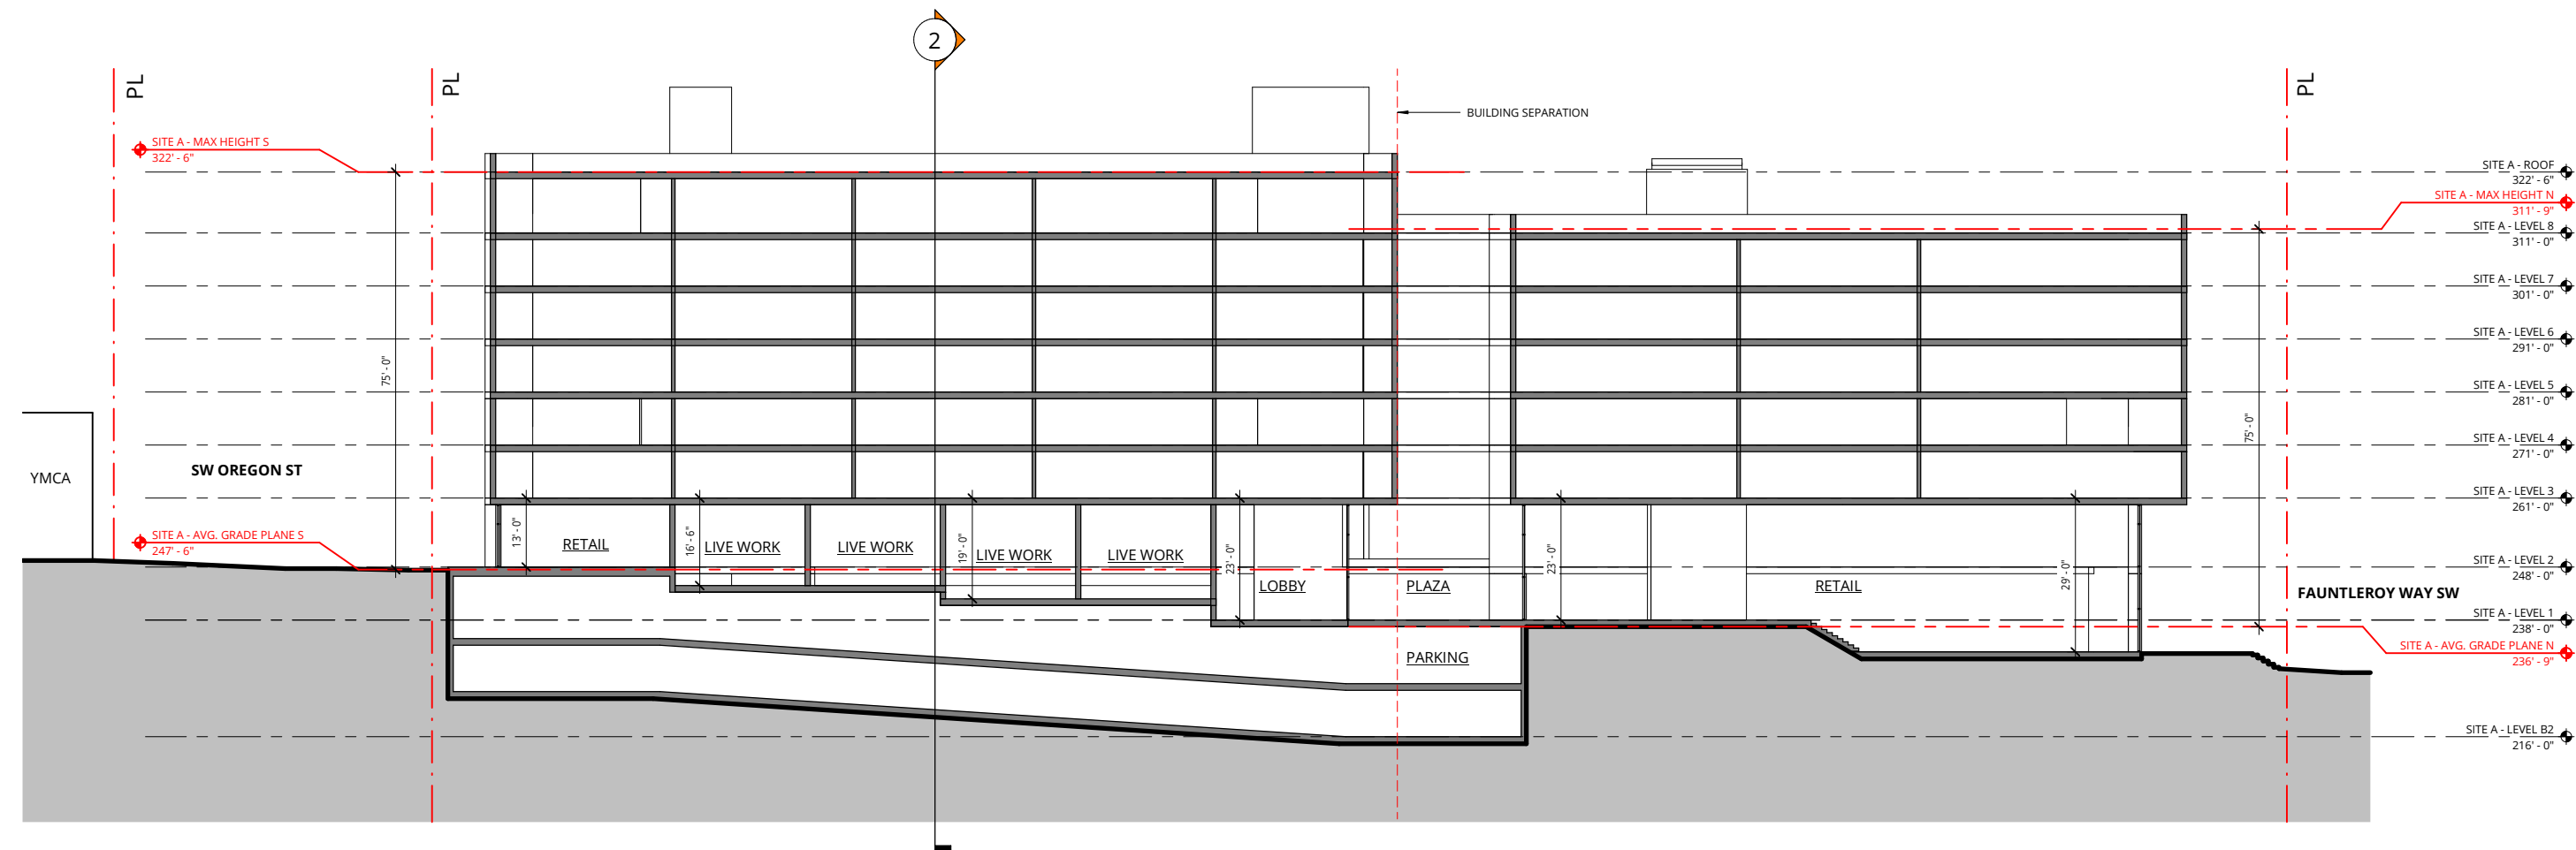 2
PL
PL
PL
BUILDING SEPARATION
SITE A - MAX HEIGHT S
322' - 6"
SITE A - ROOF
322' - 6"
SITE A - MAX HEIGHT N
311' - 9"
SITE A - LEVEL 8
311' - 0"
SITE A - LEVEL 7
301' - 0"
SITE A - LEVEL 6
291' - 0"
75' - 0"
SITE A - LEVEL 5
281' - 0"
75' - 0"
SITE A - LEVEL 4
271' - 0"
YMCA
SW OREGON ST
SITE A - LEVEL 3
261' - 0"
SITE A - AVG. GRADE PLANE S
247' - 6"
13' - 0"
RETAIL
16' - 6"
LIVE WORK
LIVE WORK
19' - 0"
LIVE WORK
LIVE WORK
23' - 0"
LOBBY
PLAZA
23' - 0"
RETAIL
29' - 0"
SITE A - LEVEL 2
248' - 0"
FAUNTLEROY WAY SW
SITE A - LEVEL 1
238' - 0"
SITE A - AVG. GRADE PLANE N
236' - 9"
PARKING
SITE A - LEVEL B2
216' - 0"